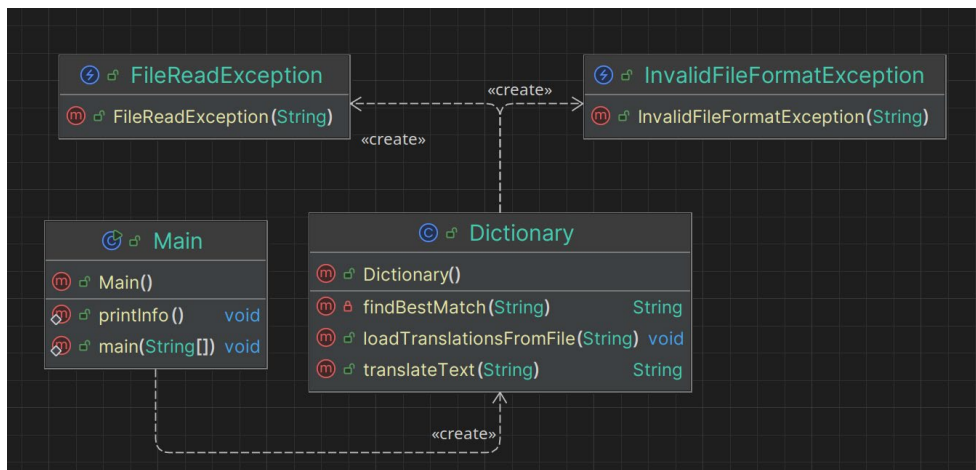 FileReadException
FileReadException(String)
«create»
InvalidFileFormatException
InvalidFileFormatException(String)
«create»
Main
Main()
printInfo() void
main(String[]) void
Dictionary
Dictionary()
findBestMatch(String) String
loadTranslationsFromFile(String) void
translateText(String) String
«create»